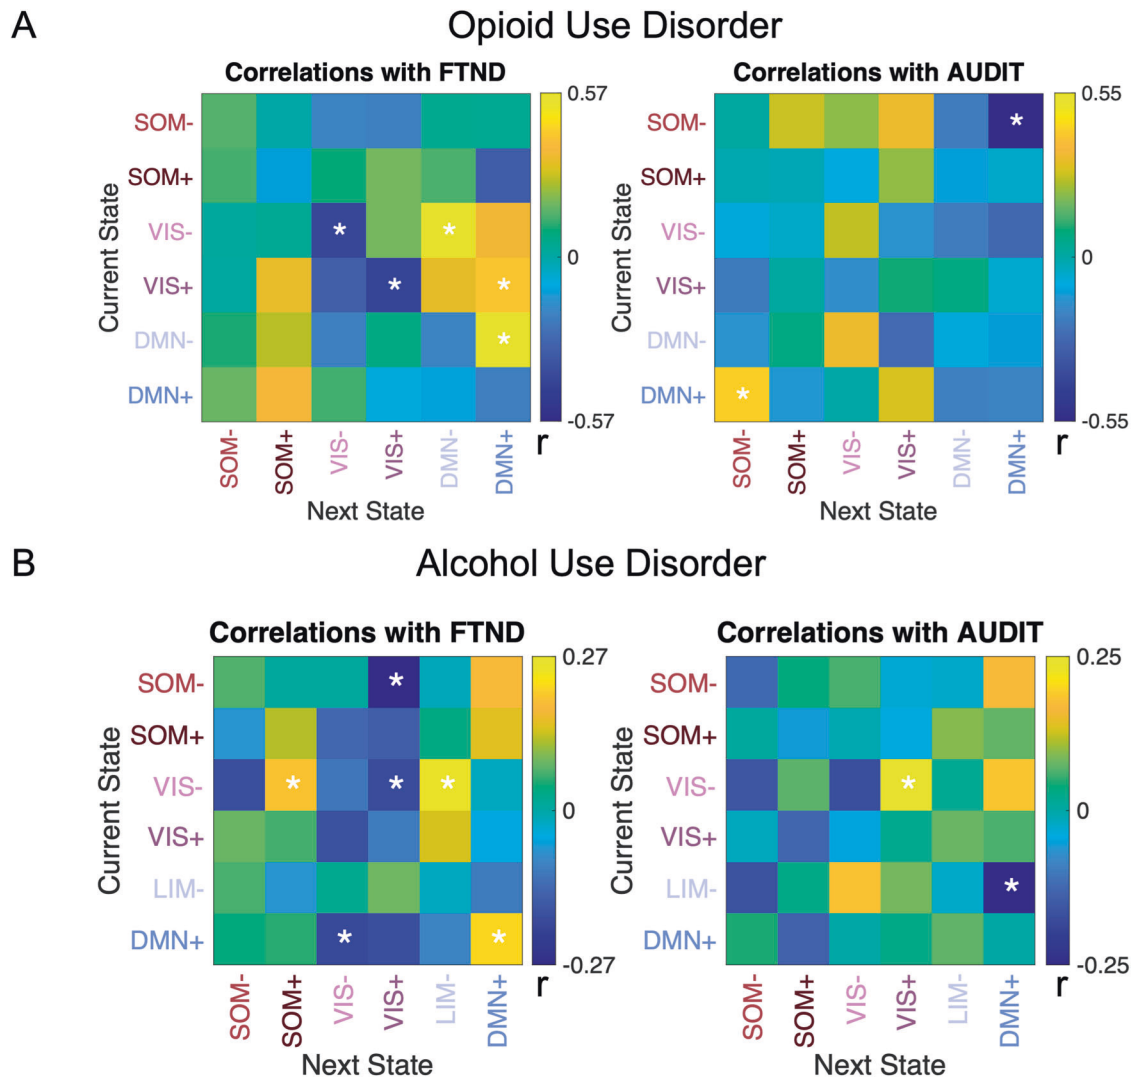 A
Opioid Use Disorder
Correlations with FTND
Current State
SOM-
SOM+
VIS-
VIS+
DMN-
DMN+
*
*
*
*
*
0.57
0
-0.57
r
SOM-
SOM+
VIS-
VIS+
DMN-
DMN+
Next State
Correlations with AUDIT
Current State
SOM-
SOM+
VIS-
VIS+
DMN-
DMN+
*
*
0.55
0
-0.55
r
SOM-
SOM+
VIS-
VIS+
DMN-
DMN+
Next State
B
Alcohol Use Disorder
Correlations with FTND
Current State
SOM-
SOM+
VIS-
VIS+
LIM-
DMN+
*
*
*
*
*
*
0.27
0
-0.27
r
SOM-
SOM+
VIS-
VIS+
LIM-
DMN+
Next State
Correlations with AUDIT
Current State
SOM-
SOM+
VIS-
VIS+
LIM-
DMN+
*
*
0.25
0
-0.25
r
SOM-
SOM+
VIS-
VIS+
LIM-
DMN+
Next State